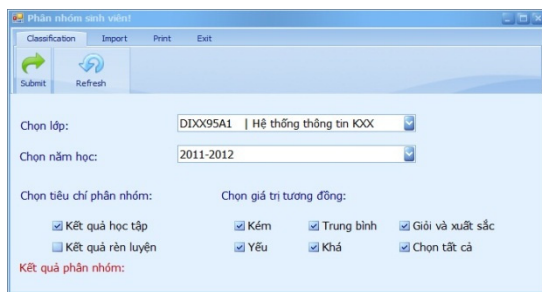 Phân nhóm sinh viên!
Classification Import Print Exit
Submit Refresh
Chọn lớp: DIXX95A1 | Hệ thống thông tin KXX
Chọn năm học: 2011-2012
Chọn tiêu chí phân nhóm: Chọn giá trị tương đồng:
Kết quả học tập Kém Trung bình Giỏi và xuất sắc
Kết quả rèn luyện Yếu Khá Chọn tất cả
Kết quả phân nhóm: